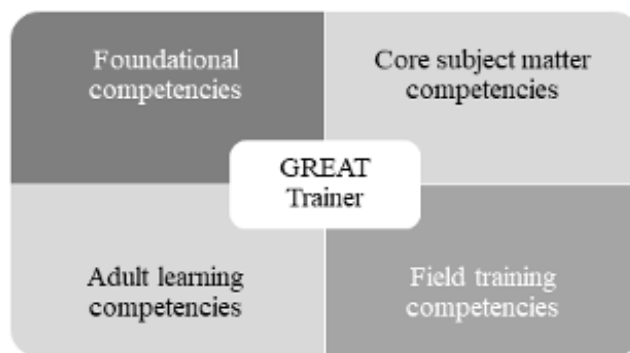 Foundational
competencies
Core subject matter
competencies
GREAT
Trainer
Adult learning
competencies
Field training
competencies